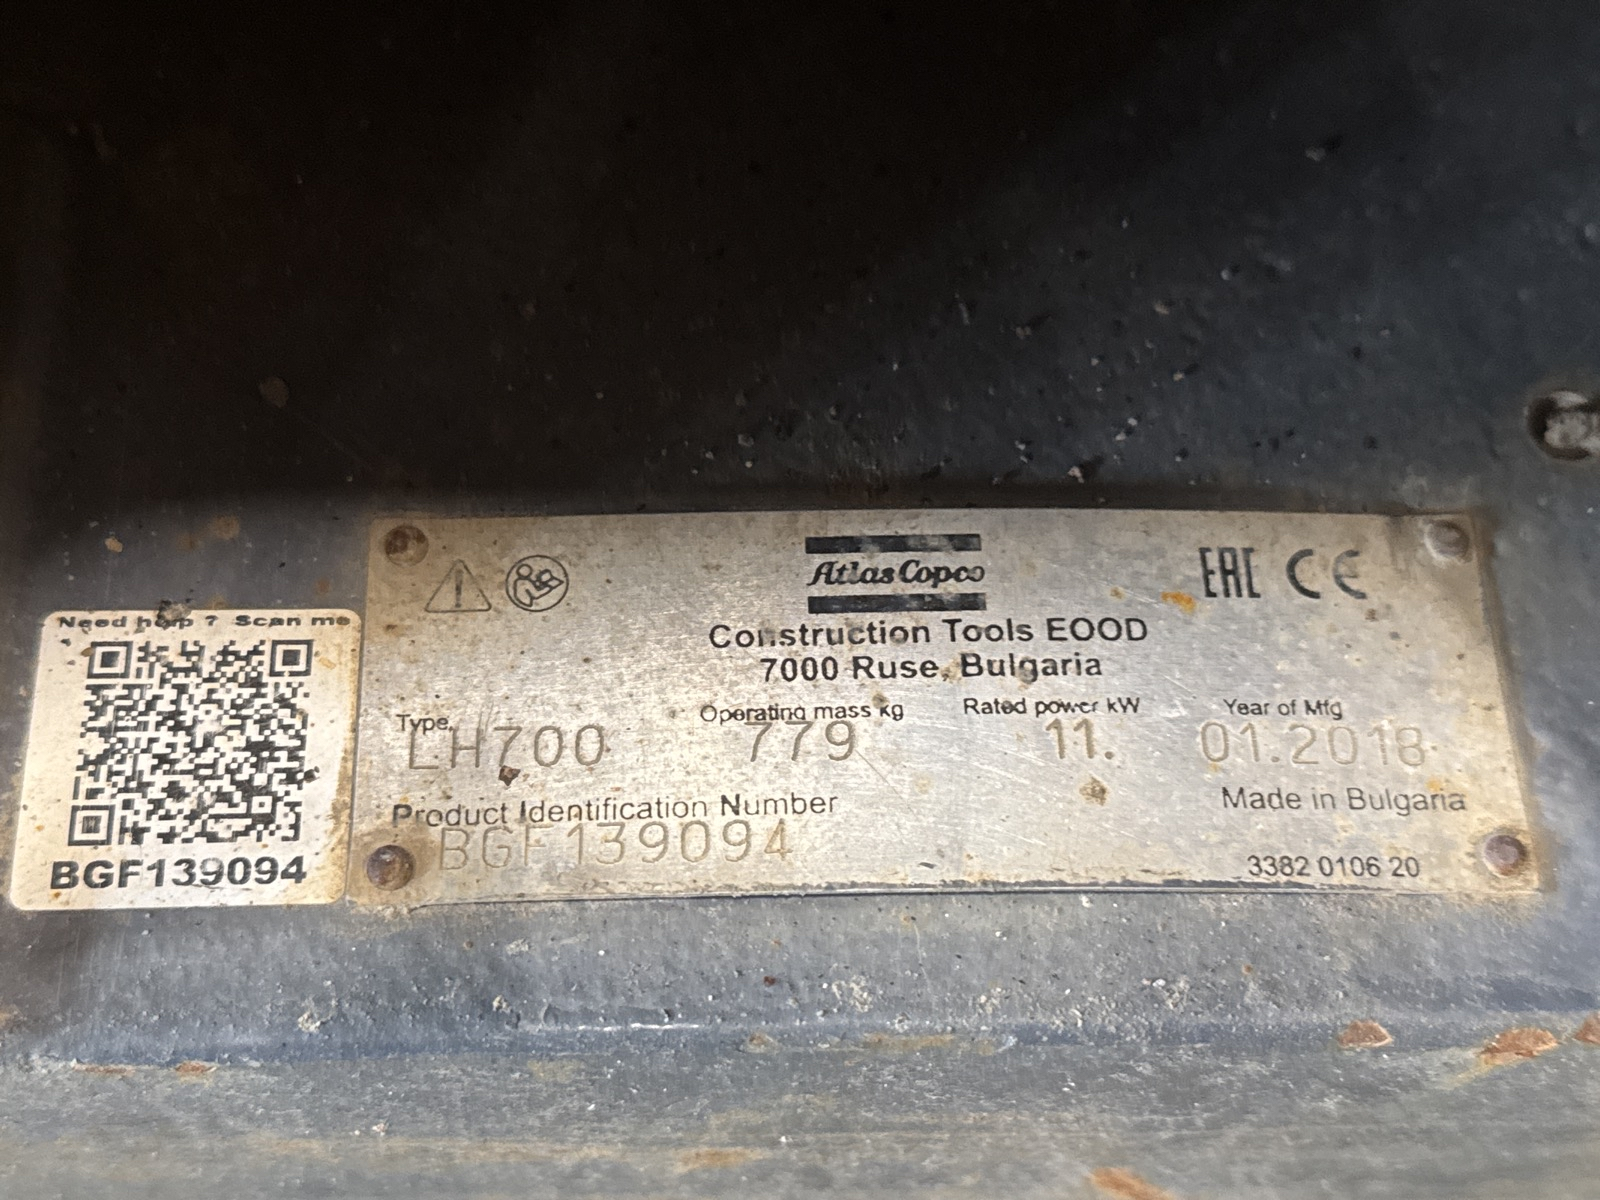 Need help ? Scan me
BGF139094
Atlas Copco
EAC CE
Construction Tools EOOD
7000 Ruse, Bulgaria
Type
LH700
Operating mass kg
779
Rated power kW
11.
Year of Mfg
01.2018
Product Identification Number
BGF139094
Made in Bulgaria
3382 0106 20